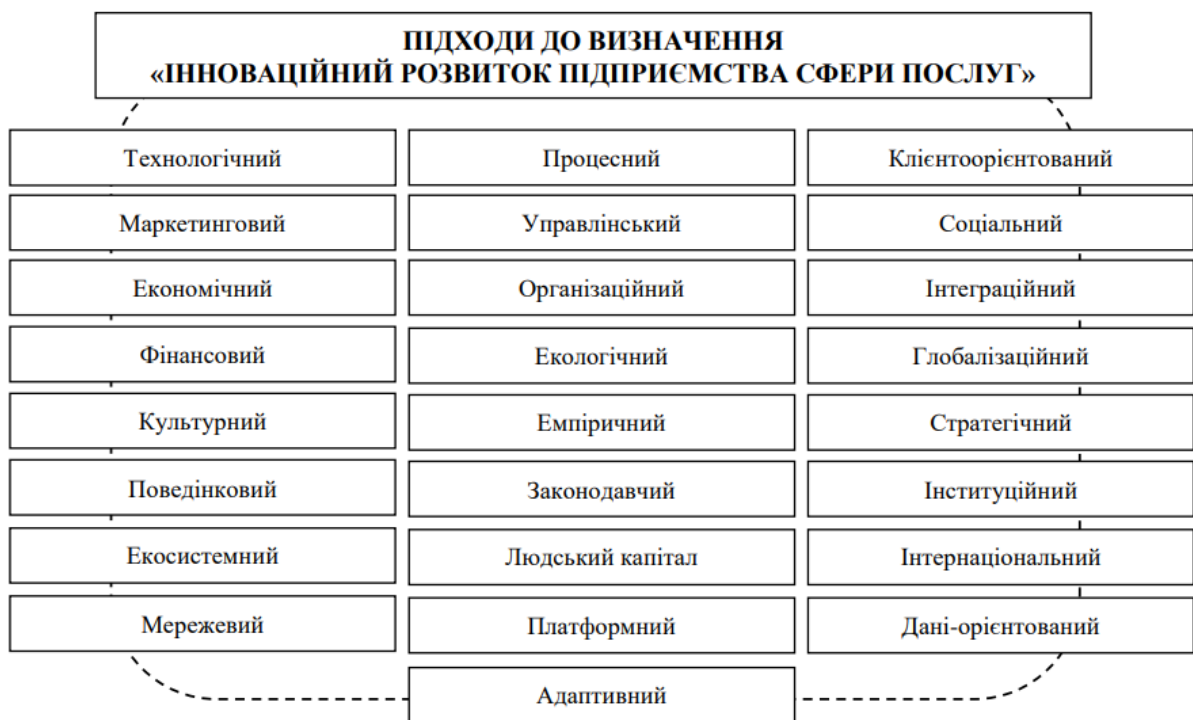 ПІДХОДИ ДО ВИЗНАЧЕННЯ
«ІННОВАЦІЙНИЙ РОЗВИТОК ПІДПРИЄМСТВА СФЕРИ ПОСЛУГ»
Технологічний
Процесний
Клієнтоорієнтований
Маркетинговий
Управлінський
Соціальний
Економічний
Організаційний
Інтеграційний
Фінансовий
Екологічний
Глобалізаційний
Культурний
Емпіричний
Стратегічний
Поведінковий
Законодавчий
Інституційний
Екосистемний
Людський капітал
Інтернаціональний
Мережевий
Платформний
Дані-орієнтований
Адаптивний